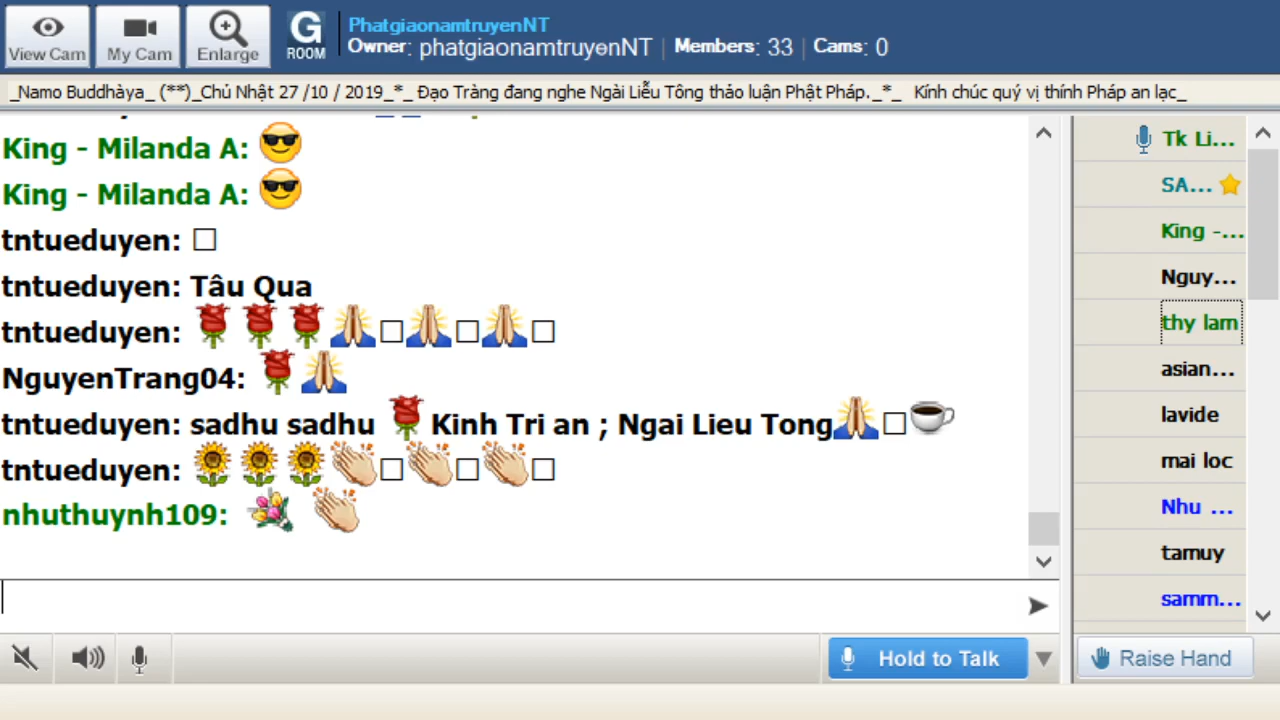 View Cam
My Cam
Enlarge
G
ROOM
PhatgiaonamtruyenNT
Owner: phatgiaonamtruyenNT | Members: 33 | Cams: 0
_Namo Buddhàya_ (**)_Chủ Nhật 27 /10 / 2019_*_ Đạo Tràng đang nghe Ngài Liễu Tông thảo luận Phật Pháp._*_ Kính chúc quý vị thính Pháp an lạc_
King - Milanda A: 😎
King - Milanda A: 😎
tntueduyen: □
tntueduyen: Tâu Qua
tntueduyen: 🌹🌹🌹🙏□🙏□🙏□
NguyenTrang04: 🌹🙏
tntueduyen: sadhu sadhu 🌹Kinh Tri an ; Ngai Lieu Tong🙏□☕
tntueduyen: 🌻🌻🌻👏□👏□👏□
nhuthuynh109: 💐 👏
Tk Li...
SA...
King -...
Nguy...
thy lam
asian...
lavide
mai loc
Nhu ...
tamuy
samm...
Hold to Talk
Raise Hand